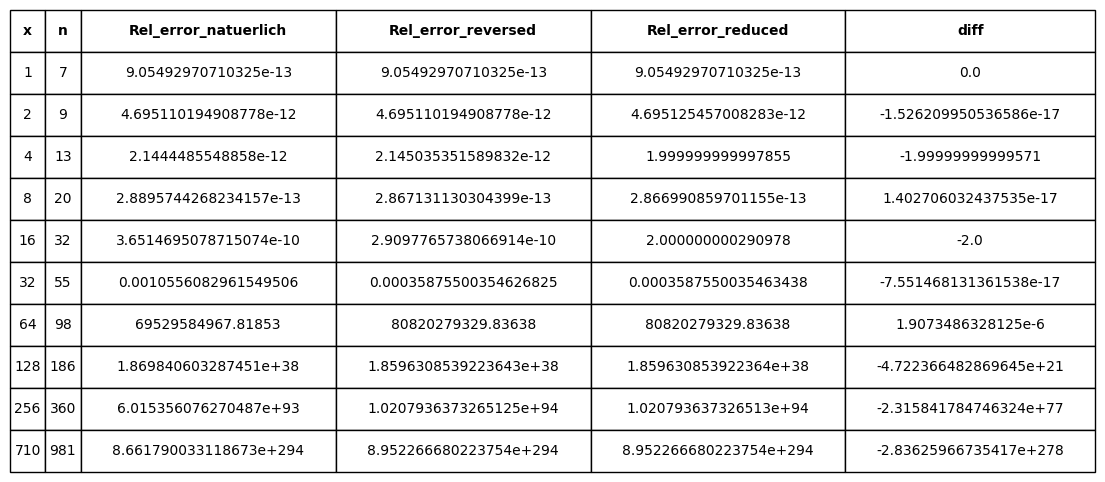 x n Rel_error_natuerlich Rel_error_reversed Rel_error_reduced diff
1 7 9.05492970710325e-13 9.05492970710325e-13 9.05492970710325e-13 0.0
2 9 4.695110194908778e-12 4.695110194908778e-12 4.695125457008283e-12 -1.526209950536586e-17
4 13 2.1444485548858e-12 2.145035351589832e-12 1.999999999997855 -1.99999999999571
8 20 2.8895744268234157e-13 2.867131130304399e-13 2.866990859701155e-13 1.402706032437535e-17
16 32 3.6514695078715074e-10 2.9097765738066914e-10 2.000000000290978 -2.0
32 55 0.0010556082961549506 0.00035875500354626825 0.0003587550035463438 -7.551468131361538e-17
64 98 69529584967.81853 80820279329.83638 80820279329.83638 1.9073486328125e-6
128 186 1.869840603287451e+38 1.8596308539223643e+38 1.859630853922364e+38 -4.722366482869645e+21
256 360 6.015356076270487e+93 1.0207936373265125e+94 1.020793637326513e+94 -2.315841784746324e+77
710 981 8.661790033118673e+294 8.952266680223754e+294 8.952266680223754e+294 -2.83625966735417e+278